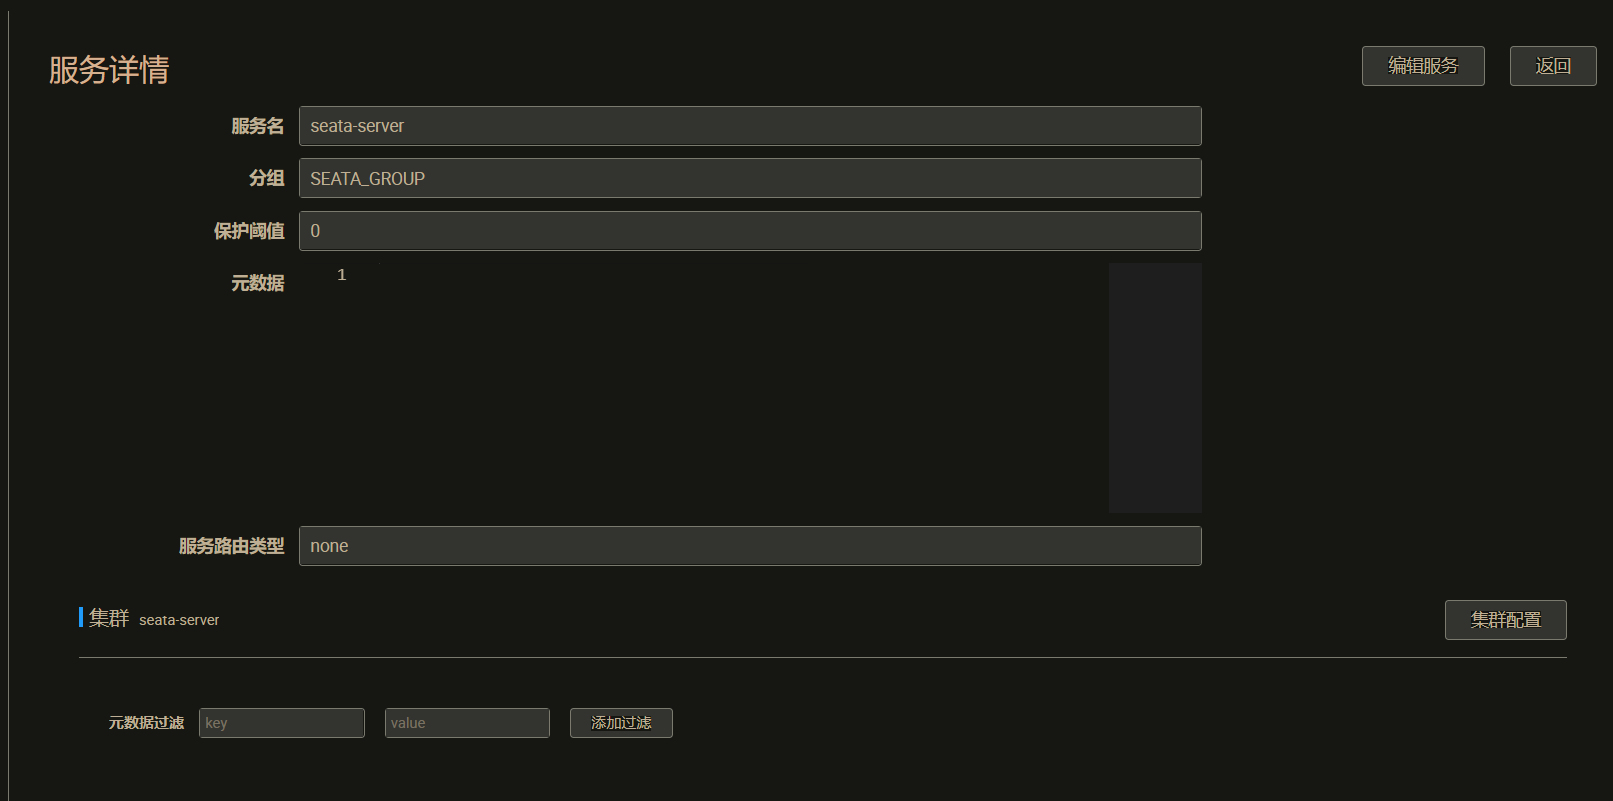 服务详情
编辑服务
返回
服务名
seata-server
分组
SEATA_GROUP
保护阈值
0
元数据
1
服务路由类型
none
集群 seata-server
集群配置
元数据过滤
key
value
添加过滤